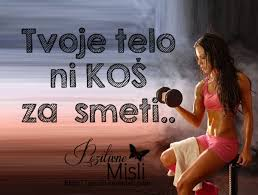 Tvoje telo
ni KOŠ
za smeti..
Pozitivne
Misli